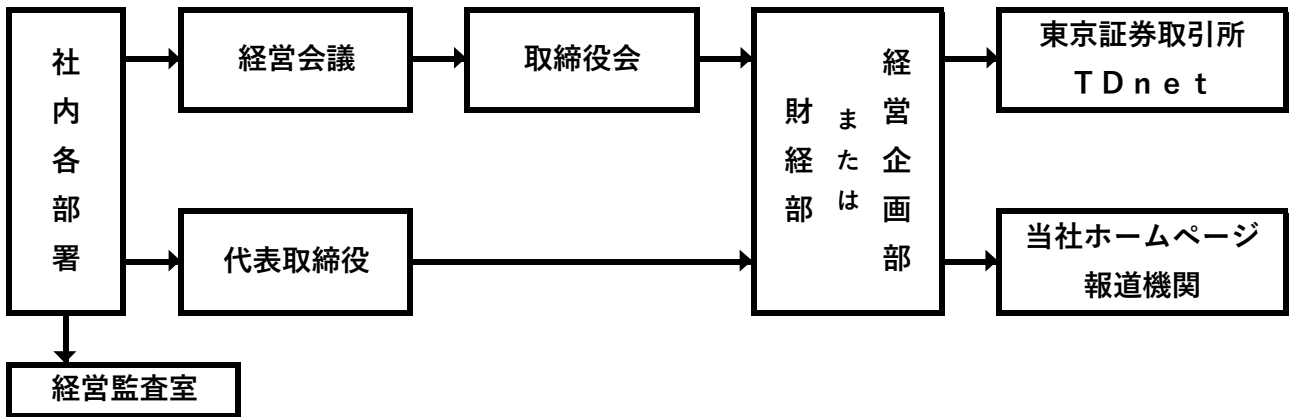 社内各部署
経営会議
取締役会
経営企画部
または
財経部
東京証券取引所
ＴＤｎｅｔ
代表取締役
当社ホームページ
報道機関
経営監査室